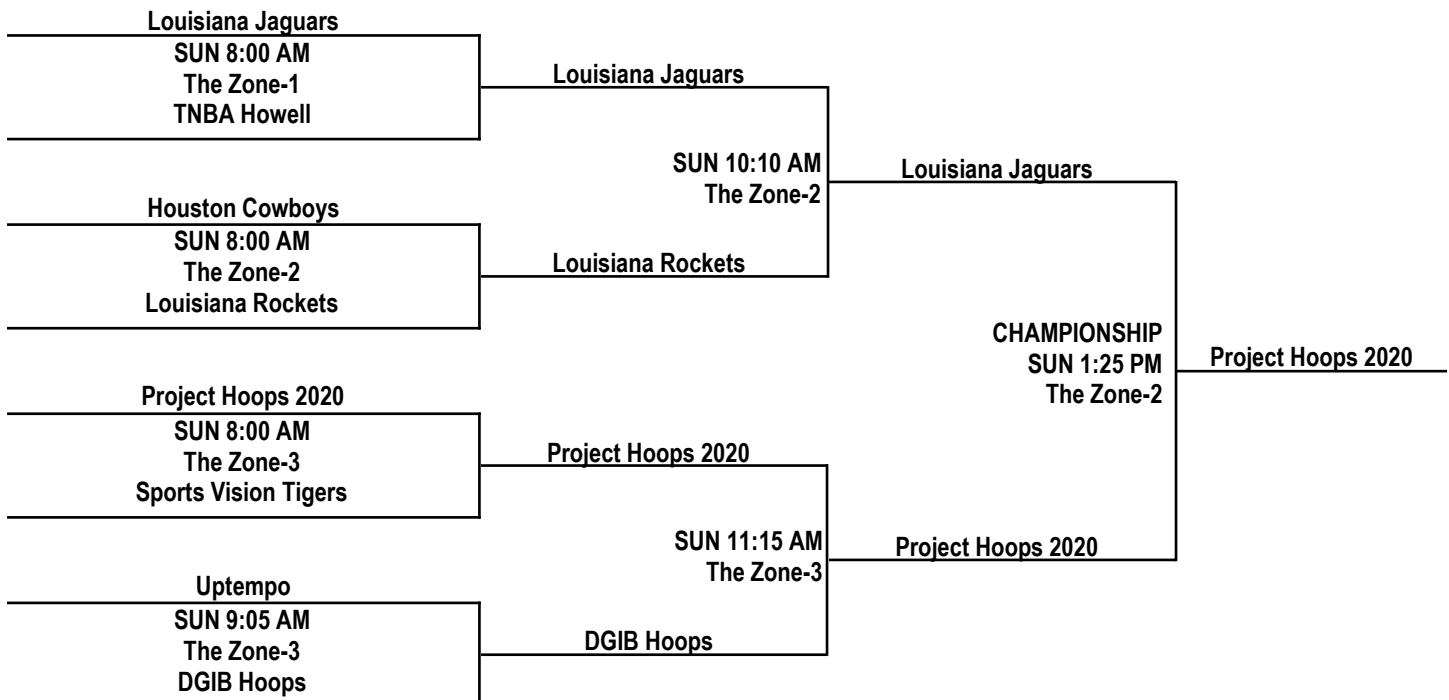 Louisiana Jaguars
SUN 8:00 AM
The Zone-1
TNBA Howell
Louisiana Jaguars
SUN 10:10 AM
The Zone-2
Louisiana Jaguars
Houston Cowboys
SUN 8:00 AM
The Zone-2
Louisiana Rockets
Louisiana Rockets
CHAMPIONSHIP
SUN 1:25 PM
The Zone-2
Project Hoops 2020
Project Hoops 2020
SUN 8:00 AM
The Zone-3
Sports Vision Tigers
Project Hoops 2020
SUN 11:15 AM
The Zone-3
Project Hoops 2020
Uptempo
SUN 9:05 AM
The Zone-3
DGIB Hoops
DGIB Hoops